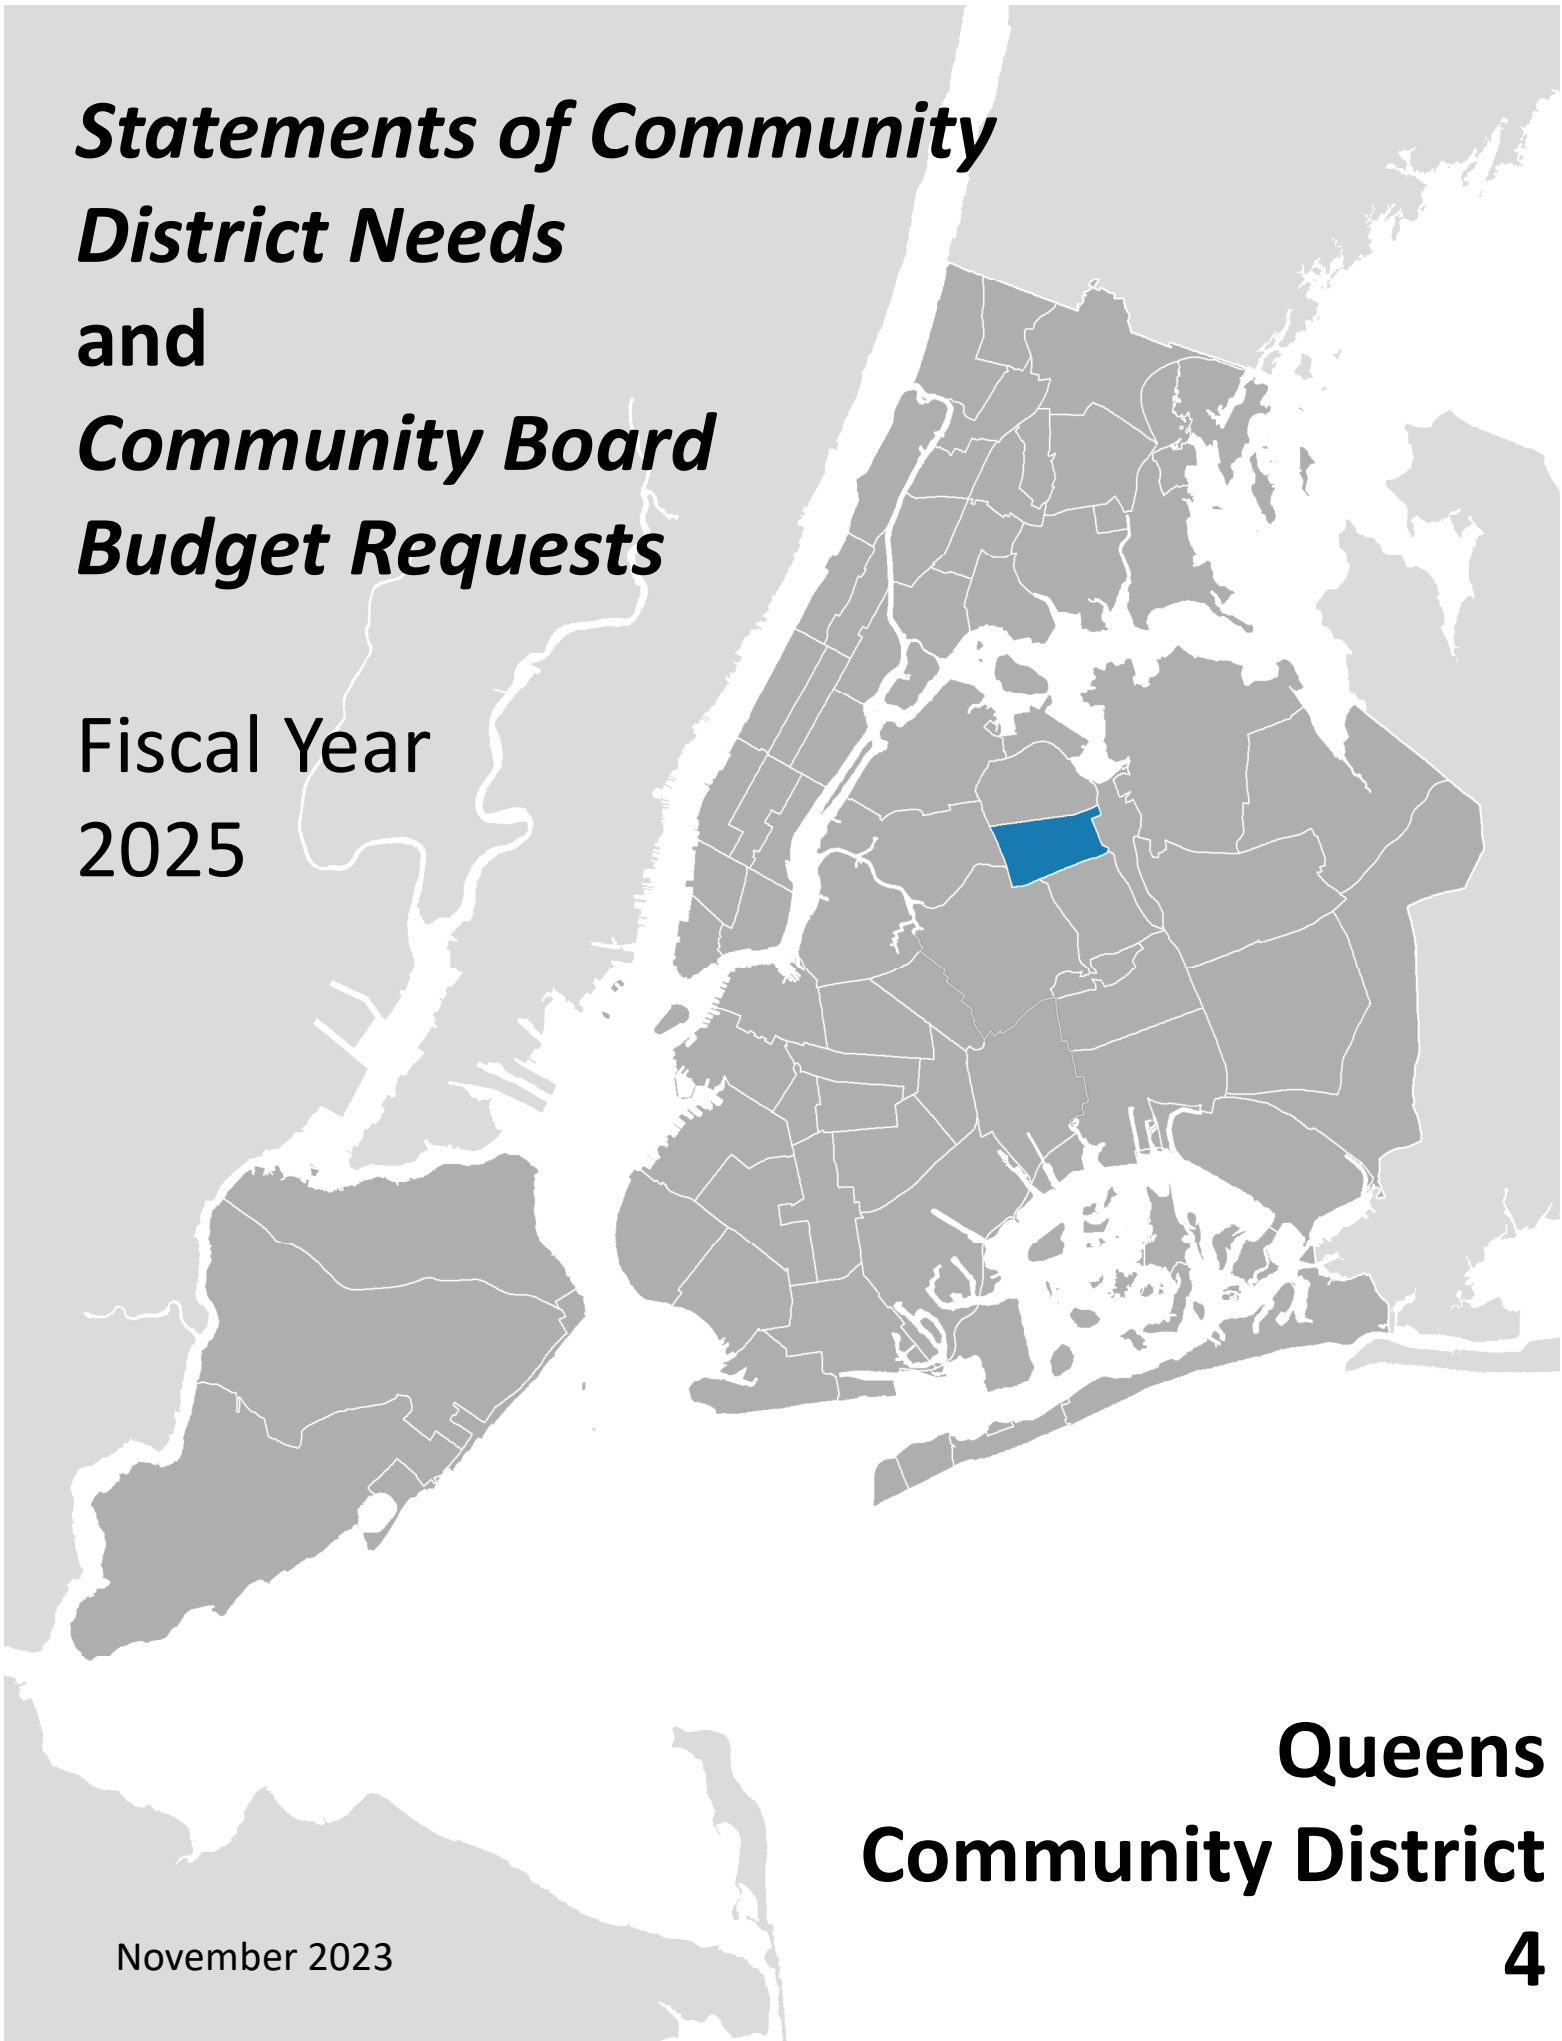 Statements of Community
District Needs
and
Community Board
Budget Requests
Fiscal Year
2025
Queens
Community District
4
November 2023